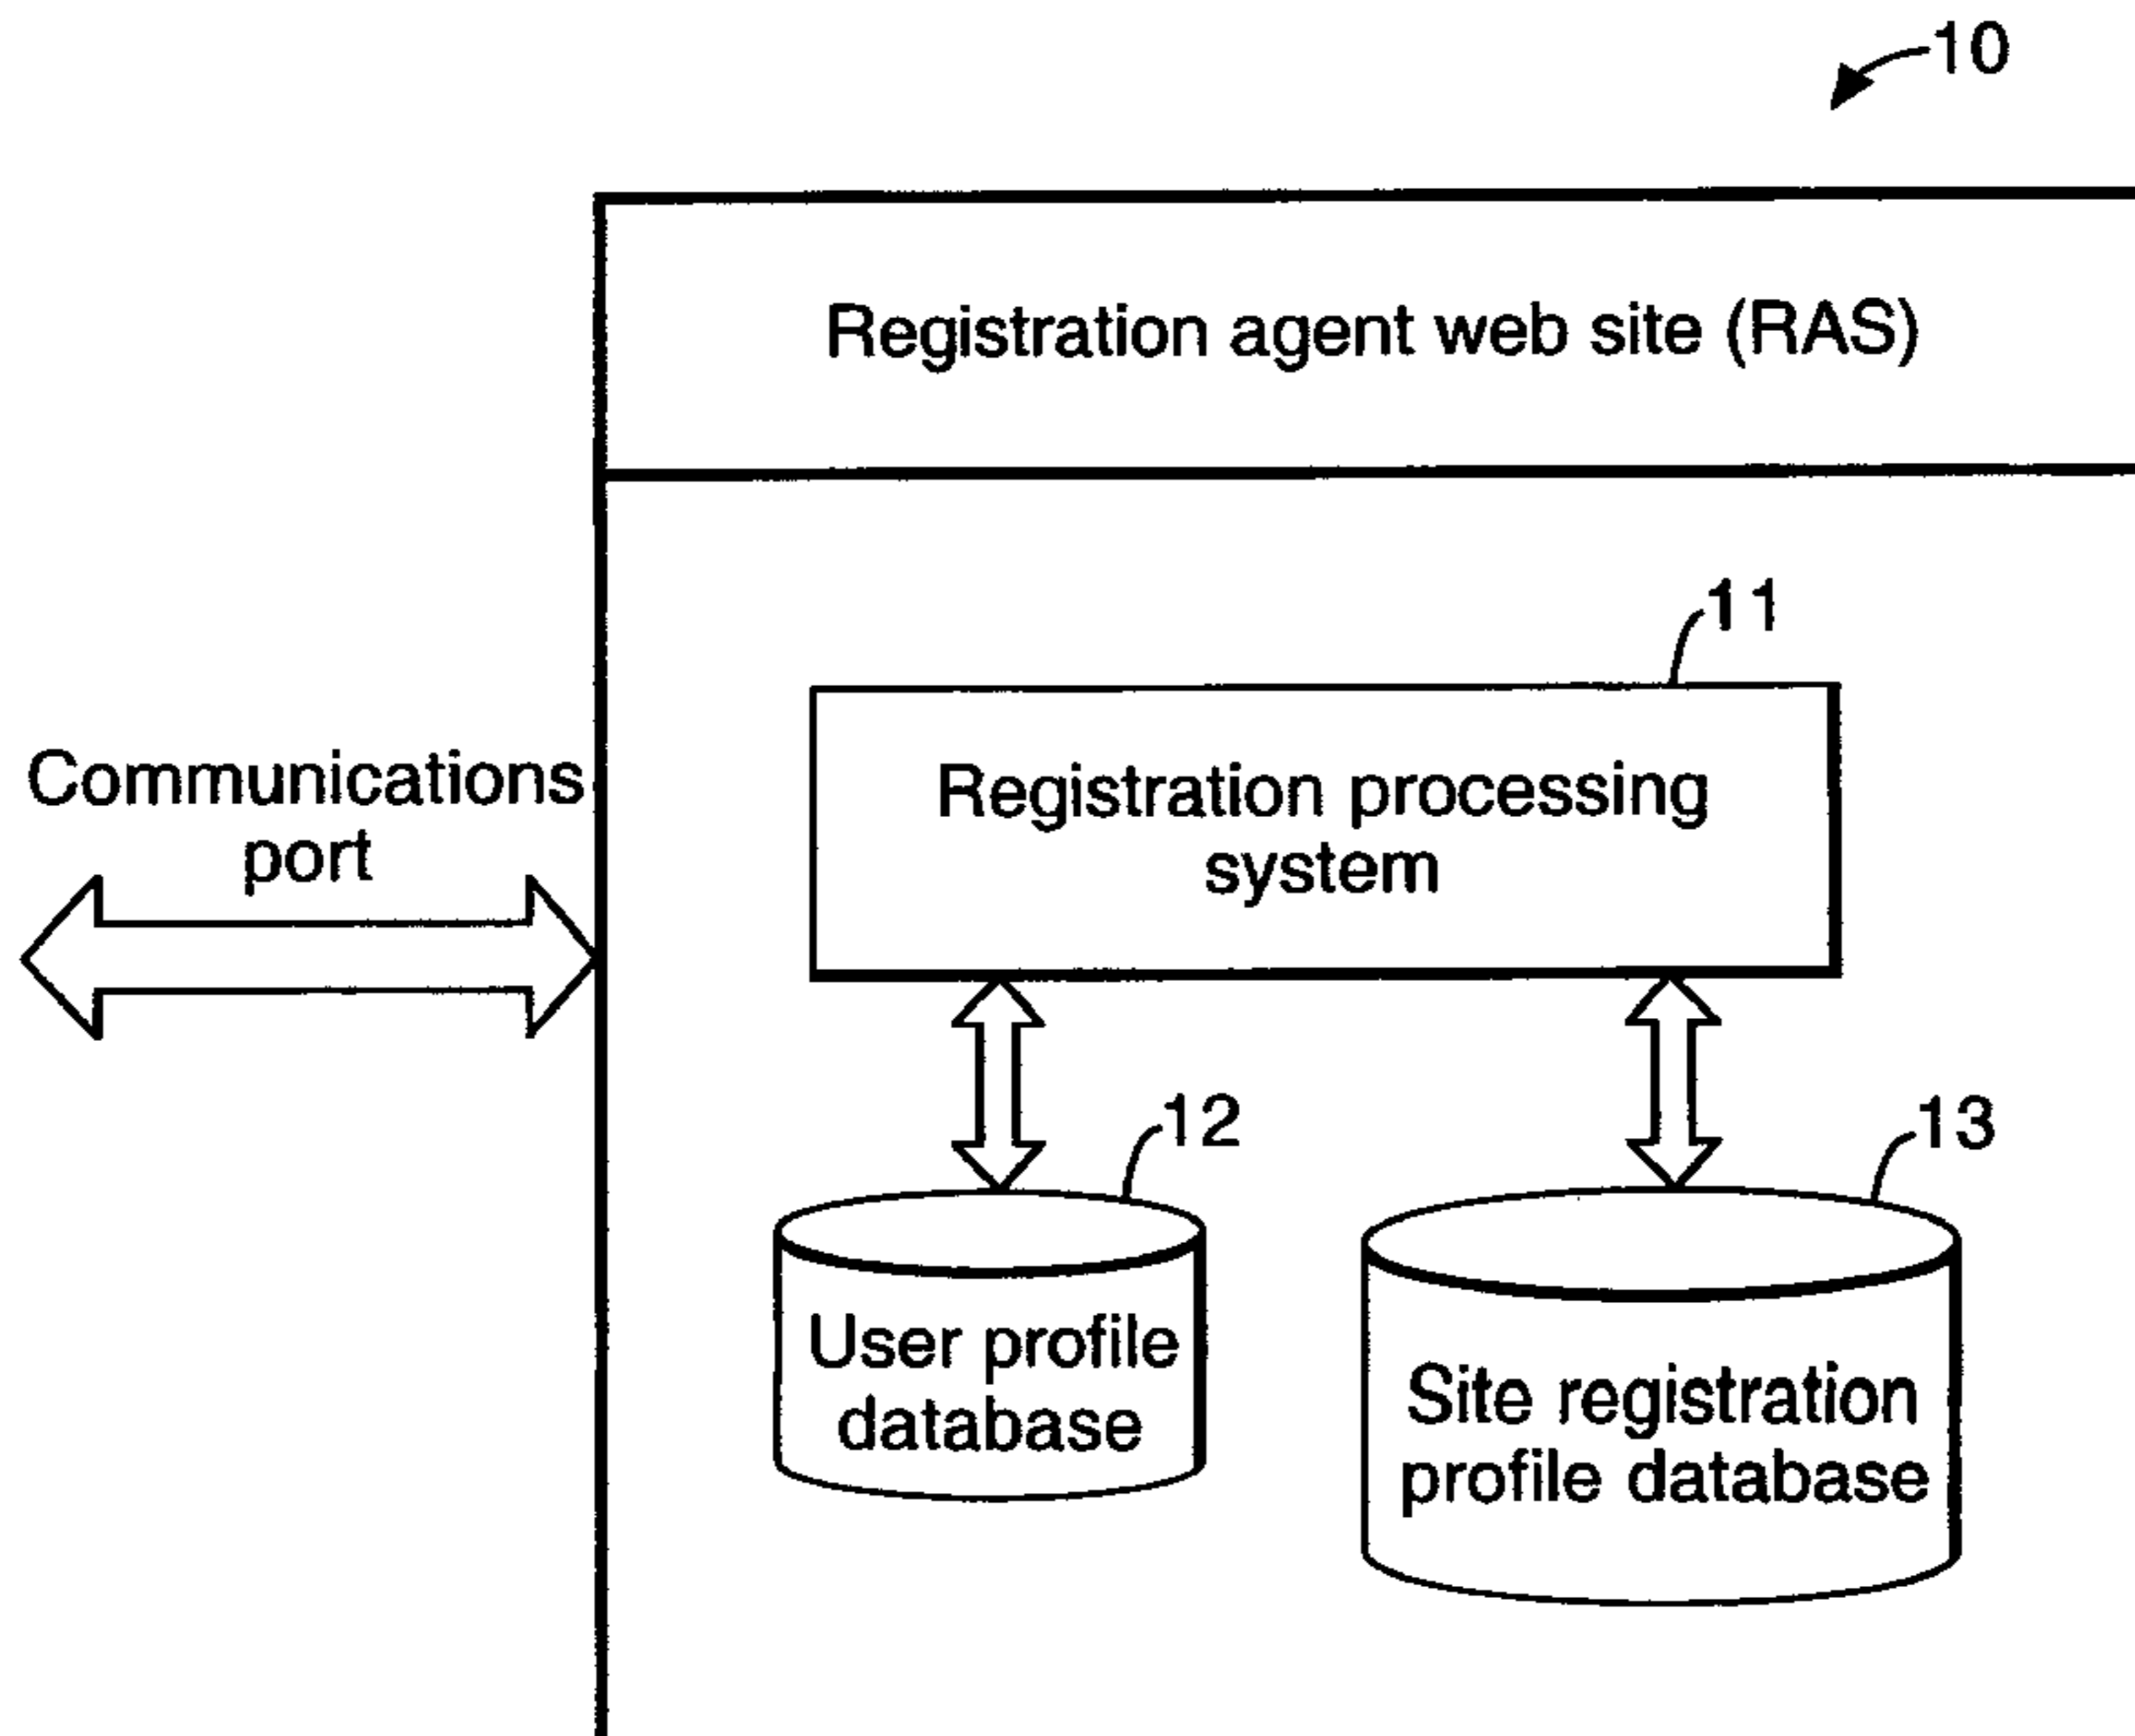 10
Registration agent web site (RAS)
11
Registration processing
system
Communications
port
12
13
User profile
database
Site registration
profile database